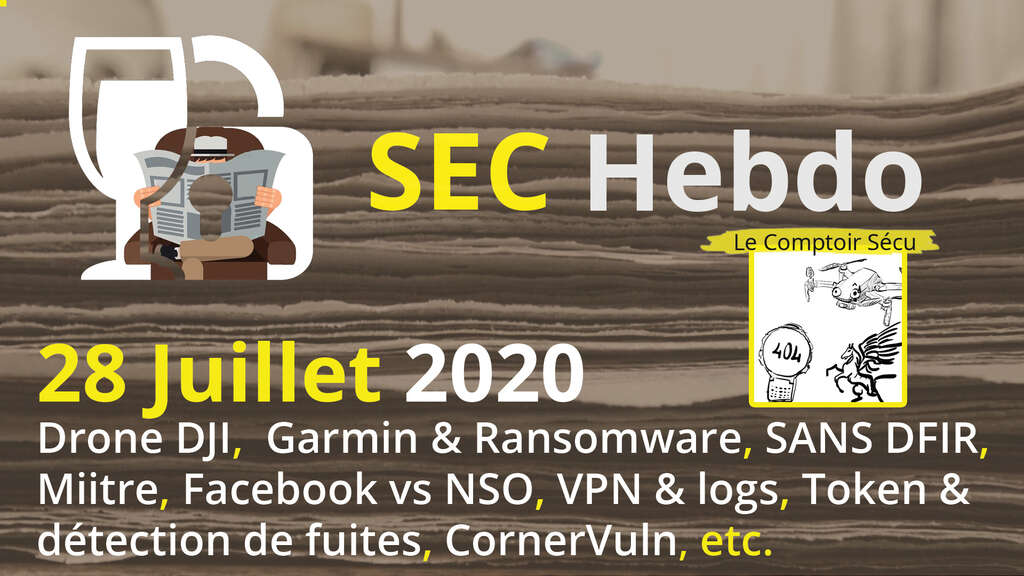 SEC Hebdo
Le Comptoir Sécu
404
28 Juillet 2020
Drone DJI, Garmin & Ransomware, SANS DFIR,
Miitre, Facebook vs NSO, VPN & logs, Token &
détection de fuites, CornerVuln, etc.